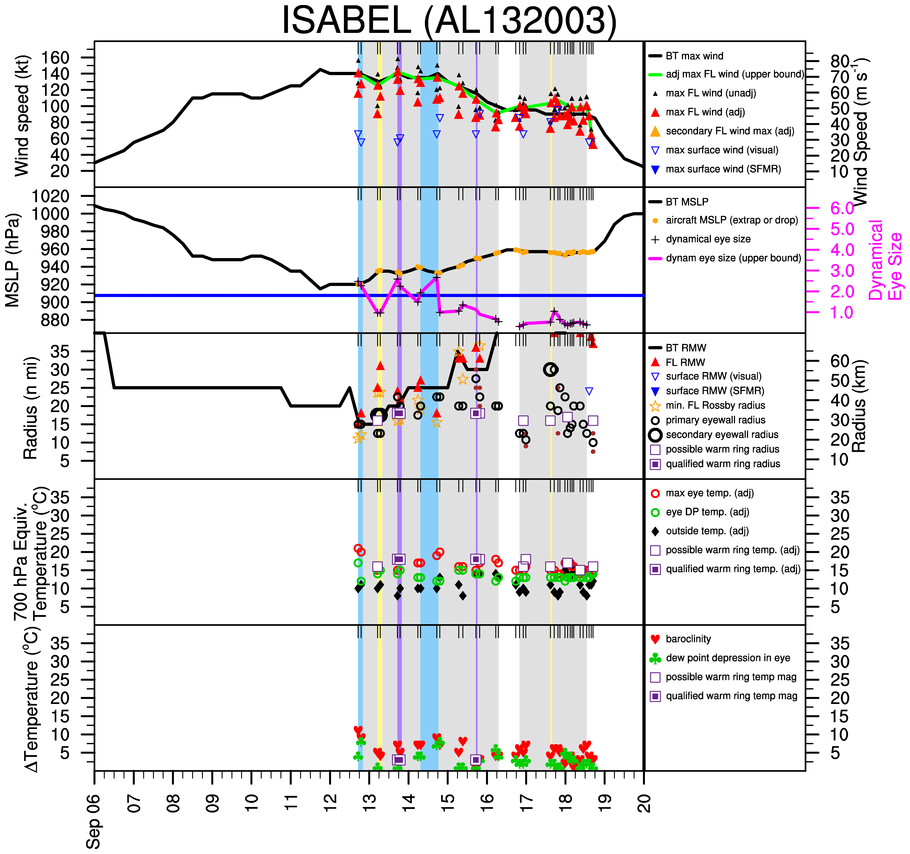 ISABEL (AL132003)
Wind speed (kt)
160
140
120
100
80
60
40
20
80
70
60
50
40
30
20
10
Wind Speed (m s-1)
BT max wind
adj max FL wind (upper bound)
max FL wind (unadj)
max FL wind (adj)
secondary FL wind max (adj)
max surface wind (visual)
max surface wind (SFMR)
MSLP (hPa)
1020
1000
980
960
940
920
900
880
6.0
5.0
4.0
3.0
2.0
1.0
Dynamical
Eye Size
BT MSLP
aircraft MSLP (extrap or drop)
dynamical eye size
dynam eye size (upper bound)
Radius (n mi)
35
30
25
20
15
10
5
60
50
40
30
20
10
Radius (km)
BT RMW
FL RMW
surface RMW (visual)
surface RMW (SFMR)
min. FL Rossby radius
primary eyewall radius
secondary eyewall radius
possible warm ring radius
qualified warm ring radius
700 hPa Equiv.
Temperature (°C)
35
30
25
20
15
10
5
35
30
25
20
15
10
5
max eye temp. (adj)
eye DP temp. (adj)
outside temp. (adj)
possible warm ring temp. (adj)
qualified warm ring temp. (adj)
ΔTemperature (°C)
35
30
25
20
15
10
5
35
30
25
20
15
10
5
baroclinity
dew point depression in eye
possible warm ring temp mag
qualified warm ring temp mag
Sep 06
07
08
09
10
11
12
13
14
15
16
17
18
19
20